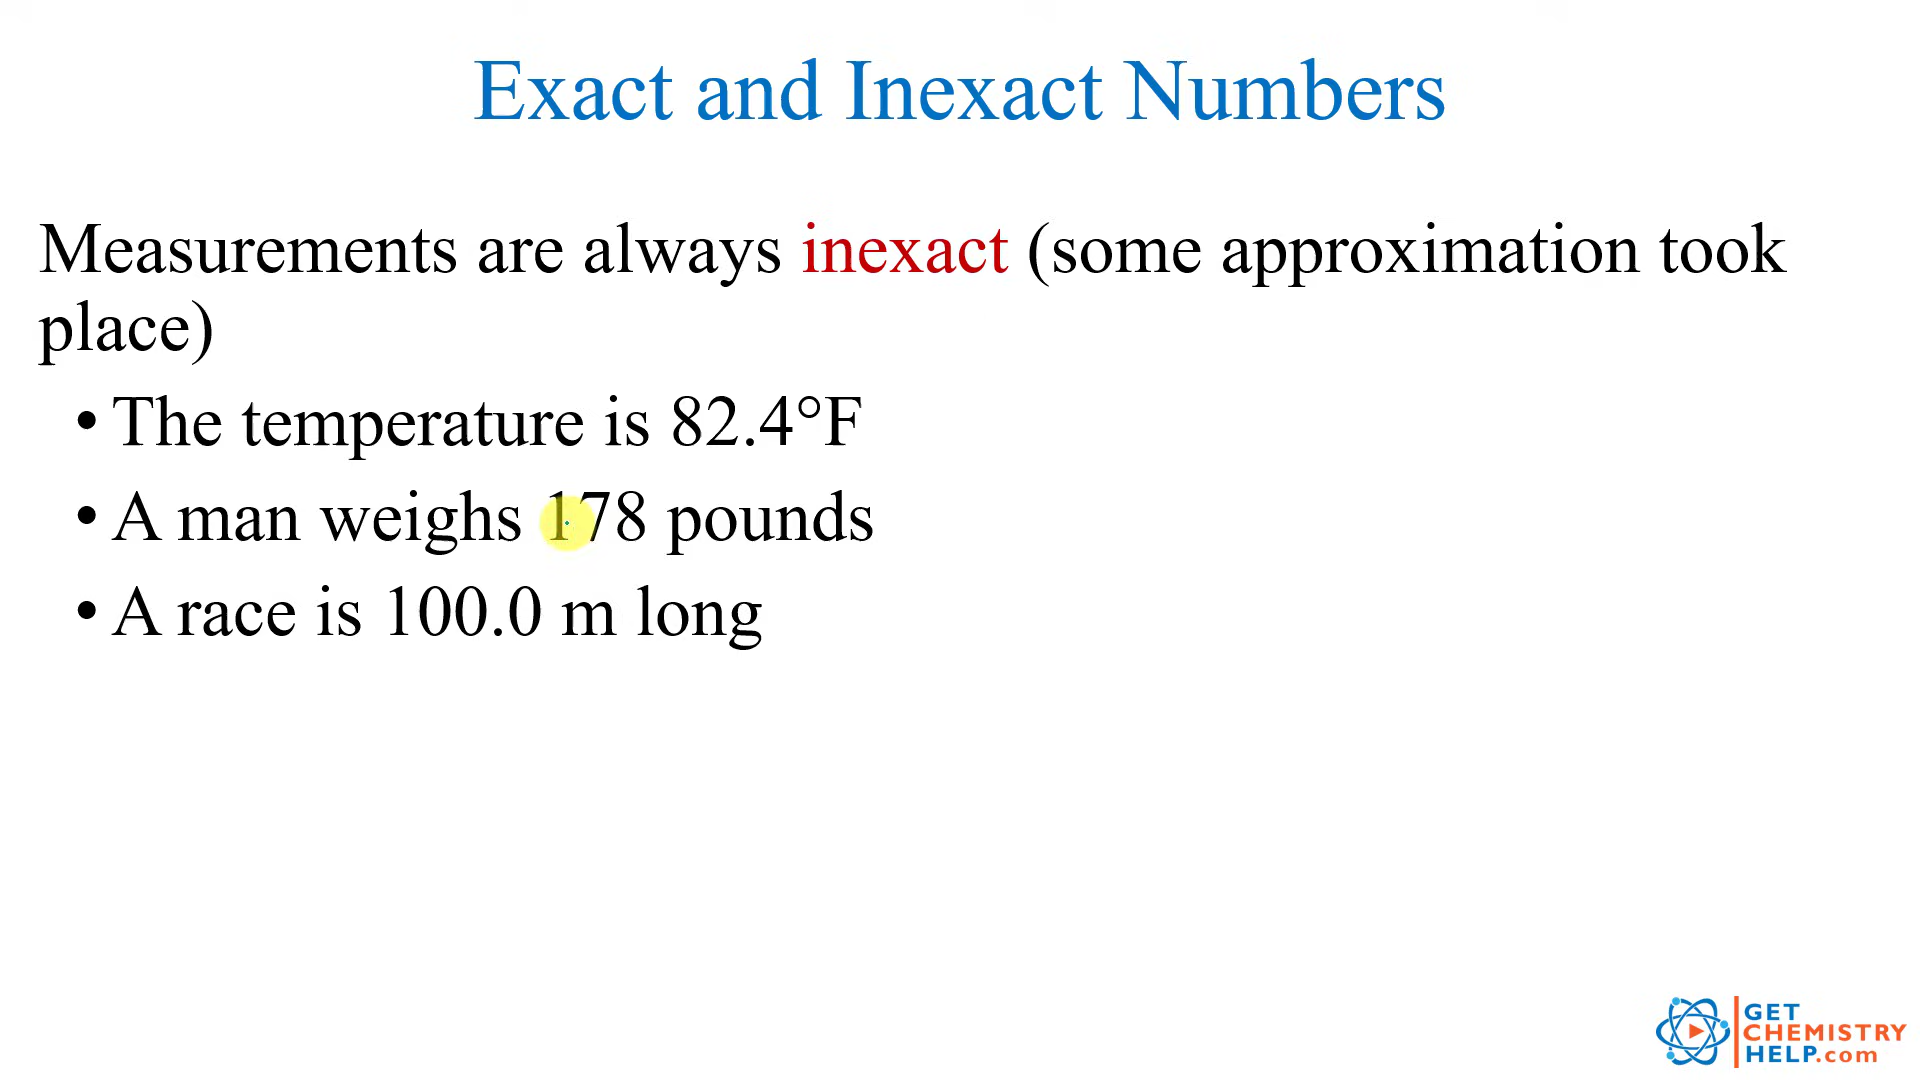 Exact and Inexact Numbers
Measurements are always inexact (some approximation took
place)
• The temperature is 82.4°F
• A man weighs 178 pounds
• A race is 100.0 m long
GET
CHEMISTRY
HELP.com